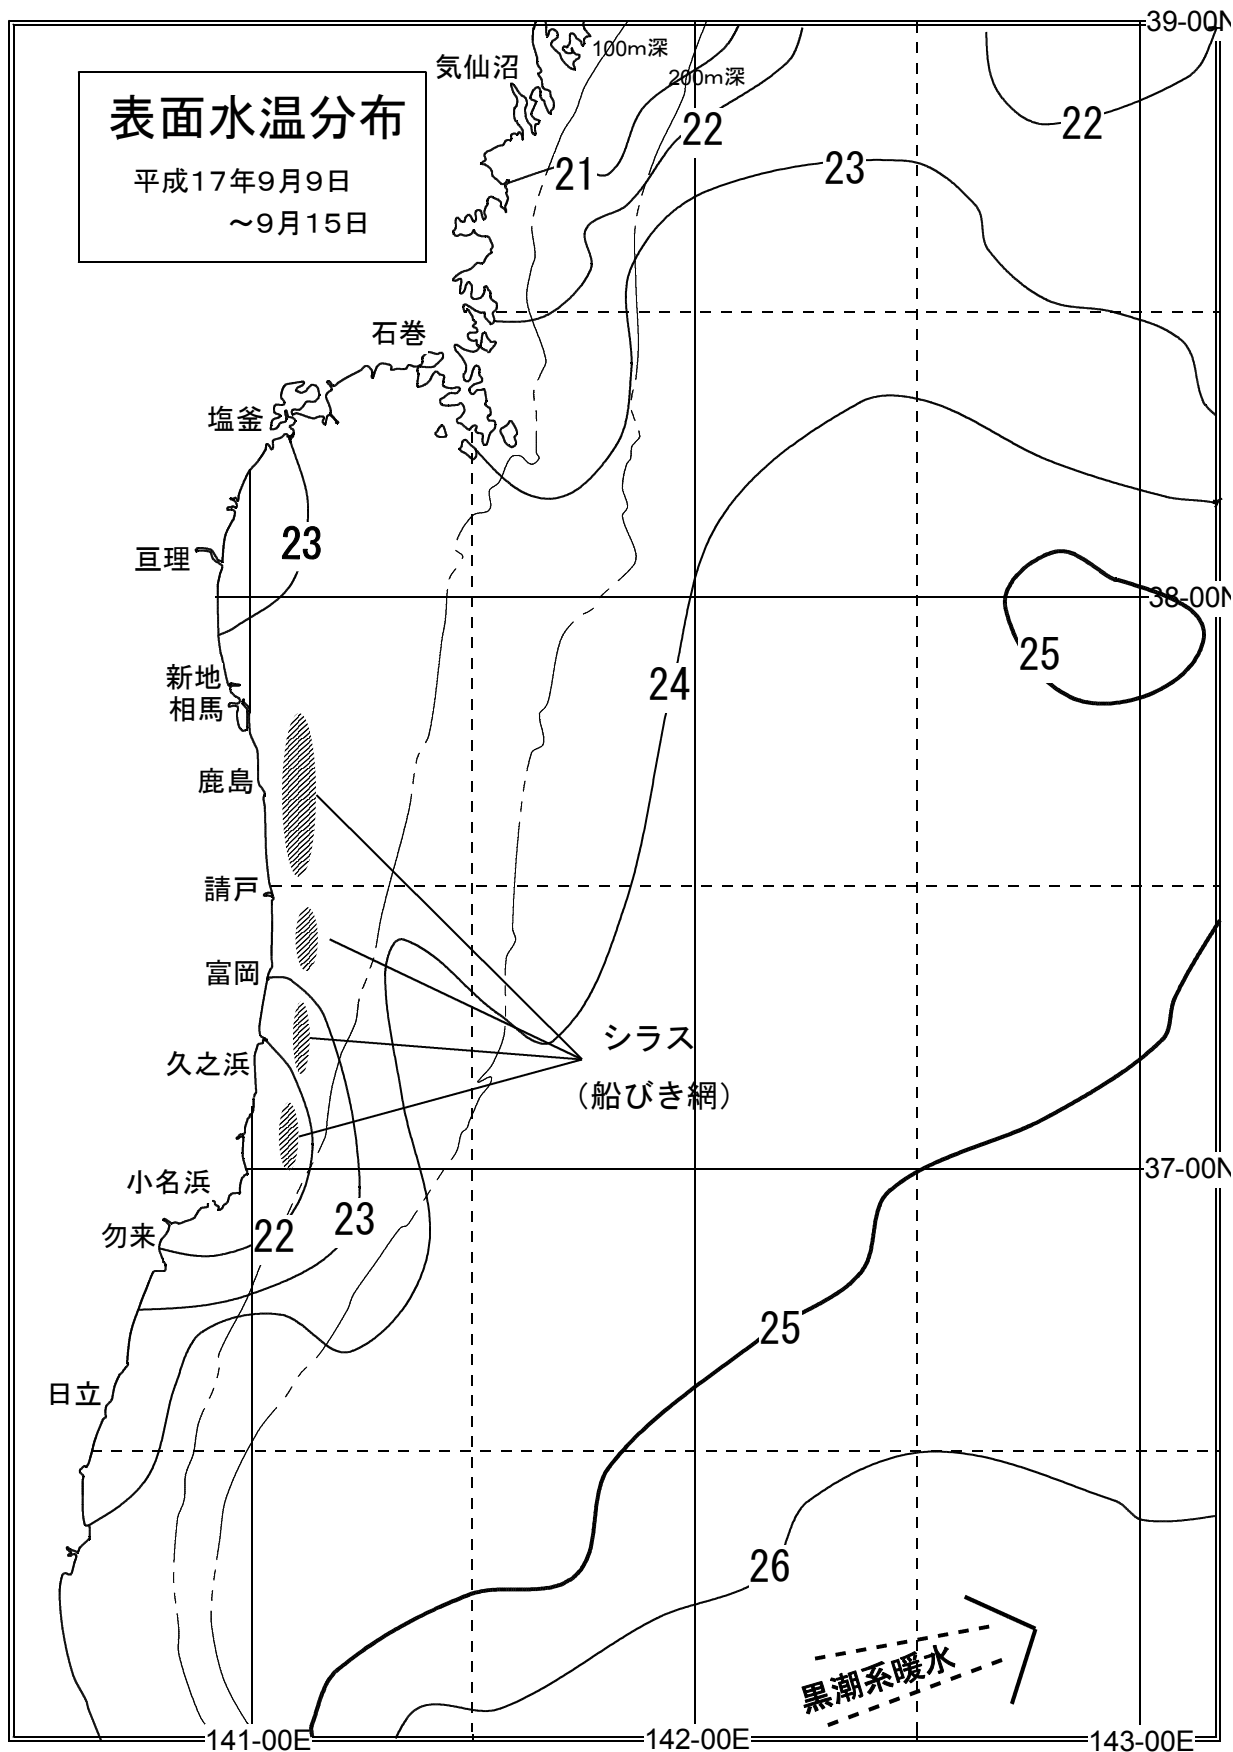 39-00N
100m深
気仙沼
200m深
表面水温分布
平成17年9月9日
～9月15日
22
22
21
23
石巻
塩釜
23
亘理
38-00N
25
新地
24
相馬
鹿島
請戸
富岡
シラス
久之浜
（船びき網）
37-00N
小名浜
23
勿来
22
25
日立
26
黒潮系暖水
141-00E
142-00E
143-00E